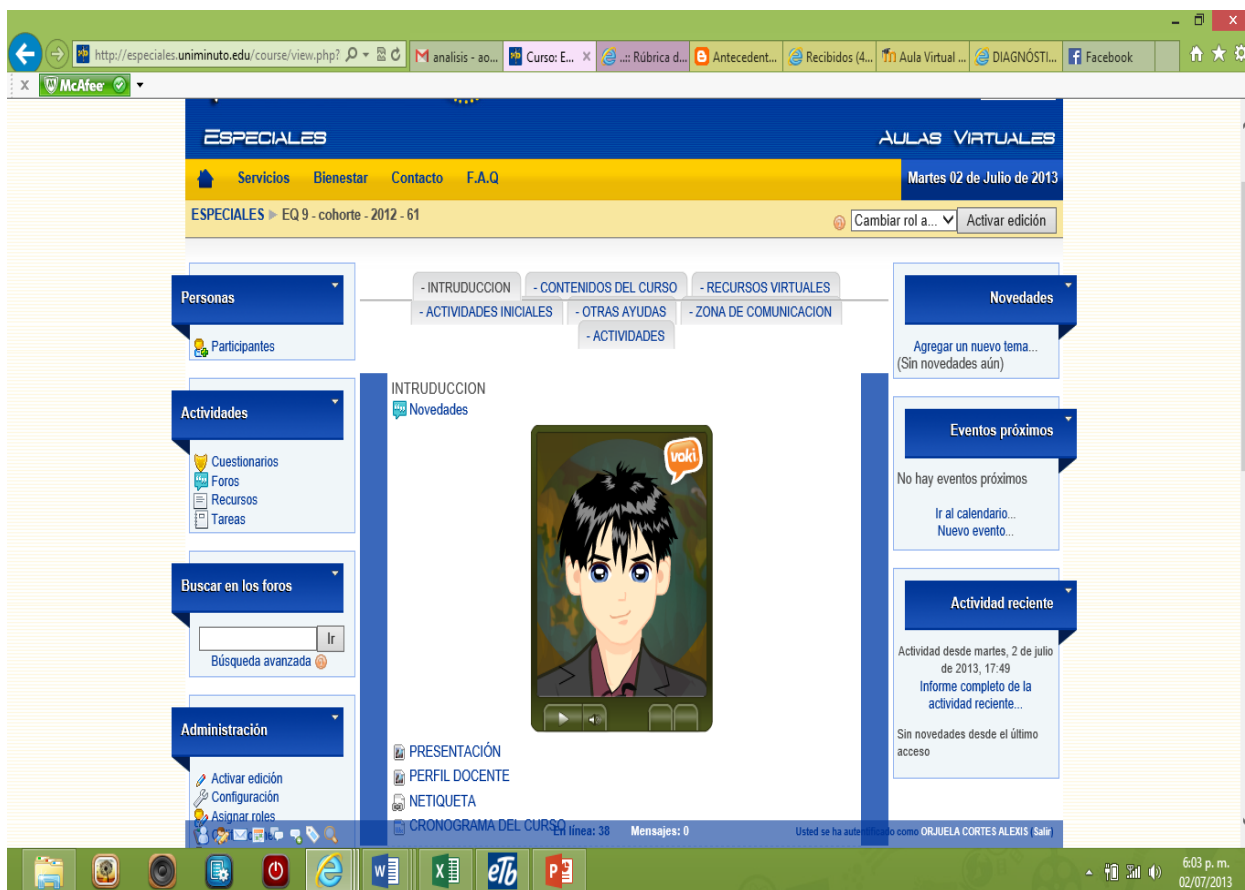 http://especiales.uniminuto.edu/course/view.php?
analisis - ao...
Curso: E...
..:: Rúbrica d...
Antecedent...
Recibidos (4...
Aula Virtual ...
DIAGNÓSTI...
Facebook
McAfee
ESPECIALES
AULAS VIRTUALES
Servicios Bienestar Contacto F.A.Q
Martes 02 de Julio de 2013
ESPECIALES ► EQ 9 - cohorte - 2012 - 61
Cambiar rol a...
Activar edición
Personas
Participantes
Actividades
Cuestionarios
Foros
Recursos
Tareas
Buscar en los foros
Ir
Búsqueda avanzada
Administración
Activar edición
Configuración
Asignar roles
- INTRUDUCCION
- CONTENIDOS DEL CURSO
- RECURSOS VIRTUALES
- ACTIVIDADES INICIALES
- OTRAS AYUDAS
- ZONA DE COMUNICACION
- ACTIVIDADES
INTRUDUCCION
Novedades
voki
PRESENTACIÓN
PERFIL DOCENTE
NETIQUETA
CRONOGRAMA DEL CURSO
Novedades
Agregar un nuevo tema...
(Sin novedades aún)
Eventos próximos
No hay eventos próximos
Ir al calendario...
Nuevo evento...
Actividad reciente
Actividad desde martes, 2 de julio
de 2013, 17:49
Informe completo de la
actividad reciente...
Sin novedades desde el último
acceso
En línea: 38
Mensajes: 0
Usted se ha autentificado como ORJUELA CORTES ALEXIS (Salir)
eTb
6:03 p. m.
02/07/2013